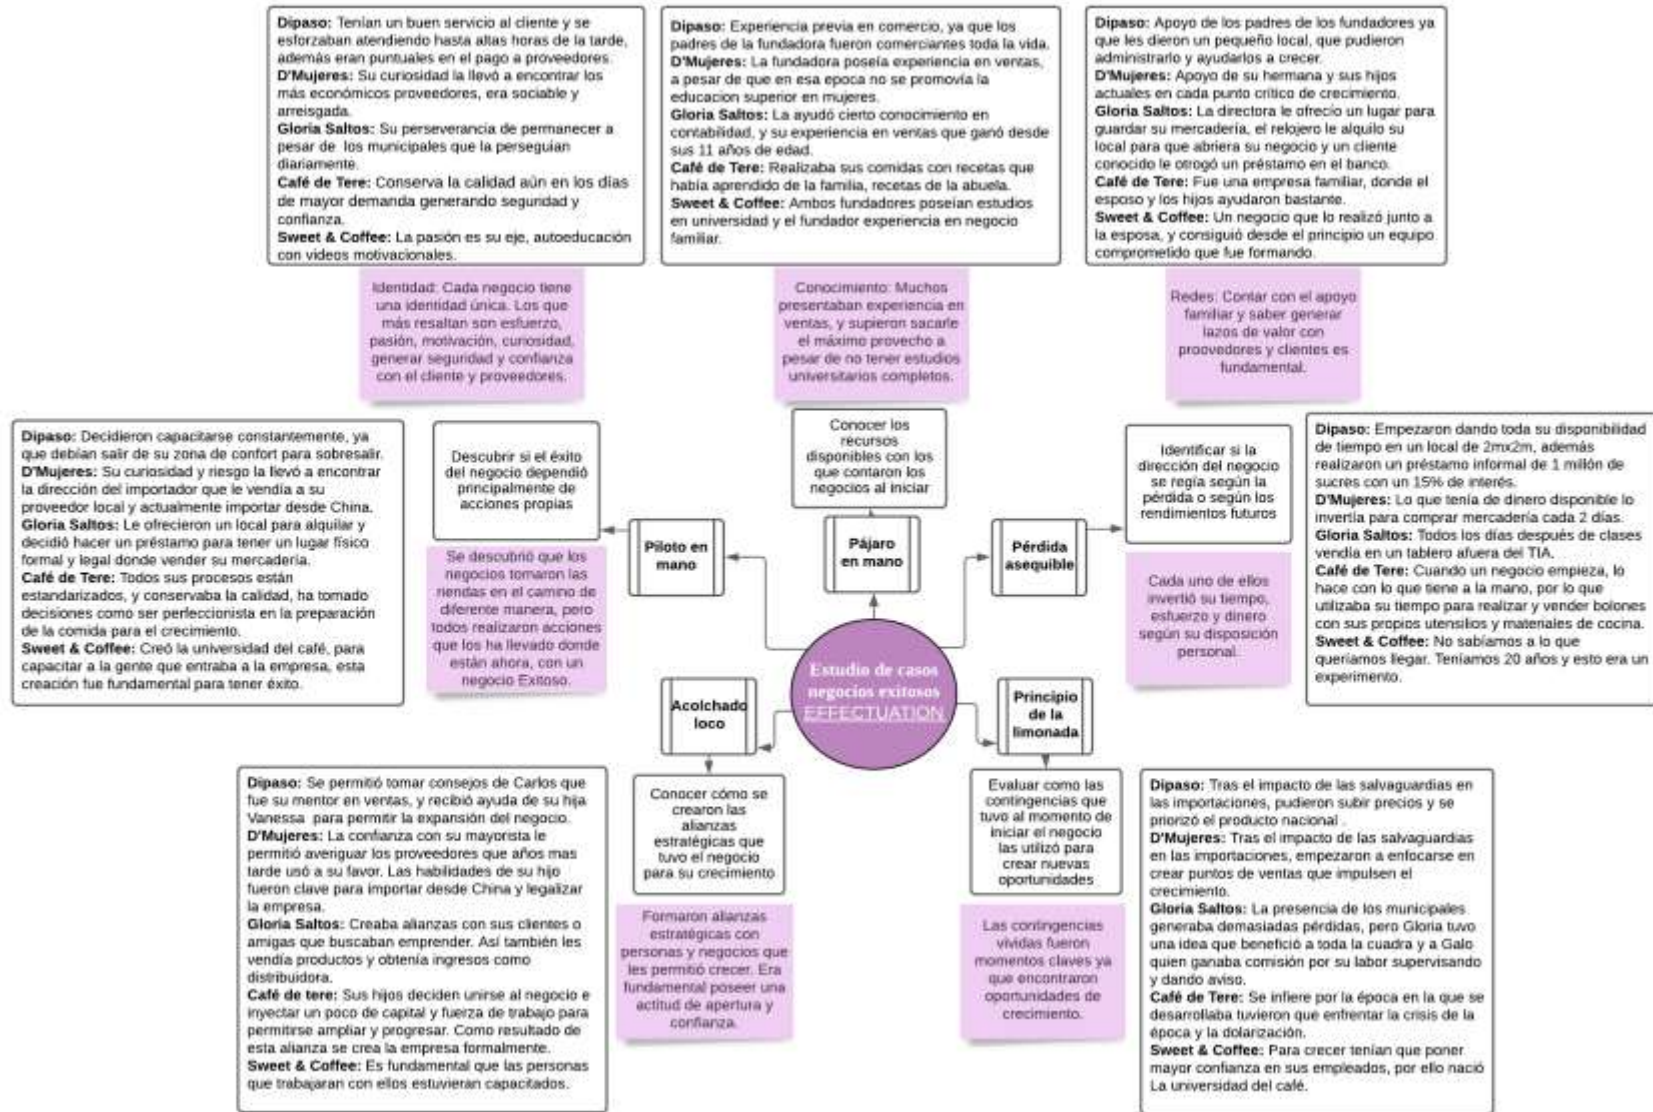 Dipaso: Tenían un buen servicio al cliente y se
esforzaban atendiendo hasta altas horas de la tarde,
además eran puntuales en el pago a proveedores.
D'Mujeres: Su curiosidad la llevó a encontrar los
más económicos proveedores, era sociable y
arreisgada.
Gloria Saltos: Su perseverancia de permanecer a
pesar de los municipales que la perseguian
diariamente.
Café de Tere: Conserva la calidad aún en los días
de mayor demanda generando seguridad y
confianza.
Sweet & Coffee: La pasión es su eje, autoeducación
con videos motivacionales.
Dipaso: Experiencia previa en comercio, ya que los
padres de la fundadora fueron comerciantes toda la vida.
D'Mujeres: La fundadora poseía experiencia en ventas,
a pesar de que en esa epoca no se promovía la
educacion superior en mujeres.
Gloria Saltos: La ayudó cierto conocimiento en
contabilidad, y su experiencia en ventas que ganó desde
sus 11 años de edad.
Café de Tere: Realizaba sus comidas con recetas que
había aprendido de la familia, recetas de la abuela.
Sweet & Coffee: Ambos fundadores poseían estudios
en universidad y el fundador experiencia en negocio
familiar.
Dipaso: Apoyo de los padres de los fundadores ya
que les dieron un pequeño local, que pudieron
administrarlo y ayudarlos a crecer.
D'Mujeres: Apoyo de su hermana y sus hijos
actuales en cada punto crítico de crecimiento.
Gloria Saltos: La directora le ofrecío un lugar para
guardar su mercadería, el relojero le alquilo su
local para que abriera su negocio y un cliente
conocido le otrogó un préstamo en el banco.
Café de Tere: Fue una empresa familiar, donde el
esposo y los hijos ayudaron bastante.
Sweet & Coffee: Un negocio que lo realizó junto a
la esposa, y consiguió desde el principio un equipo
comprometido que fue formando.
Identidad: Cada negocio tiene
una identidad única. Los que
más resaltan son esfuerzo,
pasión, motivación, curiosidad,
generar seguridad y confianza
con el cliente y proveedores.
Conocimiento: Muchos
presentaban experiencia en
ventas, y supieron sacarle
el máximo provecho a
pesar de no tener estudios
universitarios completos.
Redes: Contar con el apoyo
familiar y saber generar
lazos de valor con
proovedores y clientes es
fundamental.
Dipaso: Decidieron capacitarse constantemente, ya
que debían salir de su zona de confort para sobresalir.
D'Mujeres: Su curiosidad y riesgo la llevó a encontrar
la dirección del importador que le vendía a su
proveedor local y actualmente importar desde China.
Gloria Saltos: Le ofrecieron un local para alquilar y
decidió hacer un préstamo para tener un lugar físico
formal y legal donde vender su mercadería.
Café de Tere: Todos sus procesos están
estandarizados, y conservaba la calidad, ha tomado
decisiones como ser perfeccionista en la preparación
de la comida para el crecimiento.
Sweet & Coffee: Creó la universidad del café, para
capacitar a la gente que entraba a la empresa, esta
creación fue fundamental para tener éxito.
Descubrir si el éxito
del negocio dependió
principalmente de
acciones propias
Se descubrió que los
negocios tomaron las
riendas en el camino de
diferente manera, pero
todos realizaron acciones
que los ha llevado donde
están ahora, con un
negocio Exitoso.
Piloto en
mano
Conocer los
recursos
disponibles con los
que contaron los
negocios al iniciar
Pájaro
en mano
Pérdida
asequible
Identificar si la
dirección del negocio
se regía según la
pérdida o según los
rendimientos futuros
Cada uno de ellos
invertió su tiempo,
esfuerzo y dinero
según su disposición
personal.
Dipaso: Empezaron dando toda su disponibilidad
de tiempo en un local de 2mx2m, además
realizaron un préstamo informal de 1 millón de
sucres con un 15% de interés.
D'Mujeres: Lo que tenía de dinero disponible lo
invertía para comprar mercadería cada 2 días.
Gloria Saltos: Todos los días después de clases
vendía en un tablero afuera del TIA.
Café de Tere: Cuando un negocio empieza, lo
hace con lo que tiene a la mano, por lo que
utilizaba su tiempo para realizar y vender bolones
con sus propios utensilios y materiales de cocina.
Sweet & Coffee: No sabíamos a lo que
queríamos llegar. Teníamos 20 años y esto era un
experimento.
Estudio de casos
negocios exitosos
EFFECTUATION
Acolchado
loco
Principio
de la
limonada
Dipaso: Se permitió tomar consejos de Carlos que
fue su mentor en ventas, y recibió ayuda de su hija
Vanessa para permitir la expansión del negocio.
D'Mujeres: La confianza con su mayorista le
permitió averiguar los proveedores que años mas
tarde usó a su favor. Las habilidades de su hijo
fueron clave para importar desde China y legalizar
la empresa.
Gloria Saltos: Creaba alianzas con sus clientes o
amigas que buscaban emprender. Así también les
vendía productos y obtenía ingresos como
distribuidora.
Café de tere: Sus hijos deciden unirse al negocio e
inyectar un poco de capital y fuerza de trabajo para
permitirse ampliar y progresar. Como resultado de
esta alianza se crea la empresa formalmente.
Sweet & Coffee: Es fundamental que las personas
que trabajaran con ellos estuvieran capacitados.
Conocer cómo se
crearon las
alianzas
estratégicas que
tuvo el negocio
para su crecimiento
Formaron alianzas
estratégicas con
personas y negocios que
les permitió crecer. Era
fundamental poseer una
actitud de apertura y
confianza.
Evaluar como las
contingencias que
tuvo al momento de
iniciar el negocio
las utilizó para
crear nuevas
oportunidades
Las contingencias
vividas fueron
momentos claves ya
que encontraron
oportunidades de
crecimiento.
Dipaso: Tras el impacto de las salvaguardias en
las importaciones, pudieron subir precios y se
priorizó el producto nacional .
D'Mujeres: Tras el impacto de las salvaguardias
en las importaciones, empezaron a enfocarse en
crear puntos de ventas que impulsen el
crecimiento.
Gloria Saltos: La presencia de los municipales
generaba demasiadas pérdidas, pero Gloria tuvo
una idea que benefició a toda la cuadra y a Galo
quien ganaba comisión por su labor supervisando
y dando aviso.
Café de Tere: Se infiere por la época en la que se
desarrollaba tuvieron que enfrentar la crisis de la
época y la dolarización.
Sweet & Coffee: Para crecer tenían que poner
mayor confianza en sus empleados, por ello nació
La universidad del café.